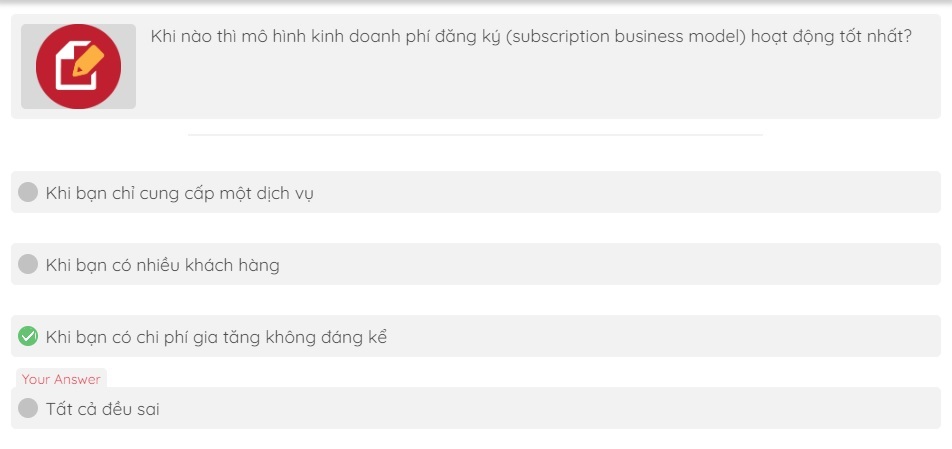 Khi nào thì mô hình kinh doanh phí đăng ký (subscription business model) hoạt động tốt nhất?
Khi bạn chỉ cung cấp một dịch vụ
Khi bạn có nhiều khách hàng
Khi bạn có chi phí gia tăng không đáng kể
Your Answer
Tất cả đều sai